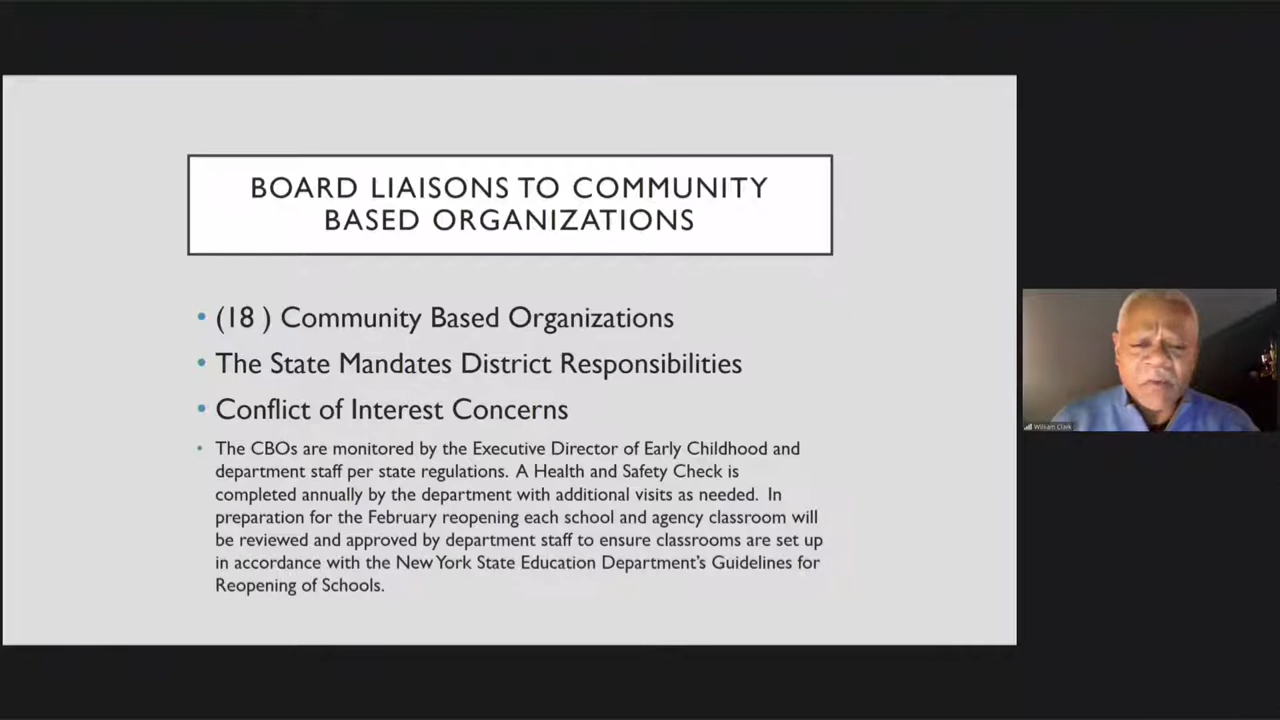 BOARD LIAISONS TO COMMUNITY
BASED ORGANIZATIONS
• (18 ) Community Based Organizations
• The State Mandates District Responsibilities
• Conflict of Interest Concerns
• The CBOs are monitored by the Executive Director of Early Childhood and
department staff per state regulations.  A Health and Safety Check is
completed annually by the department with additional visits as needed.  In
preparation for the February reopening each school and agency classroom will
be reviewed and approved by department staff to ensure classrooms are set up
in accordance with the New York State Education Department's Guidelines for
Reopening of Schools.
William Clark